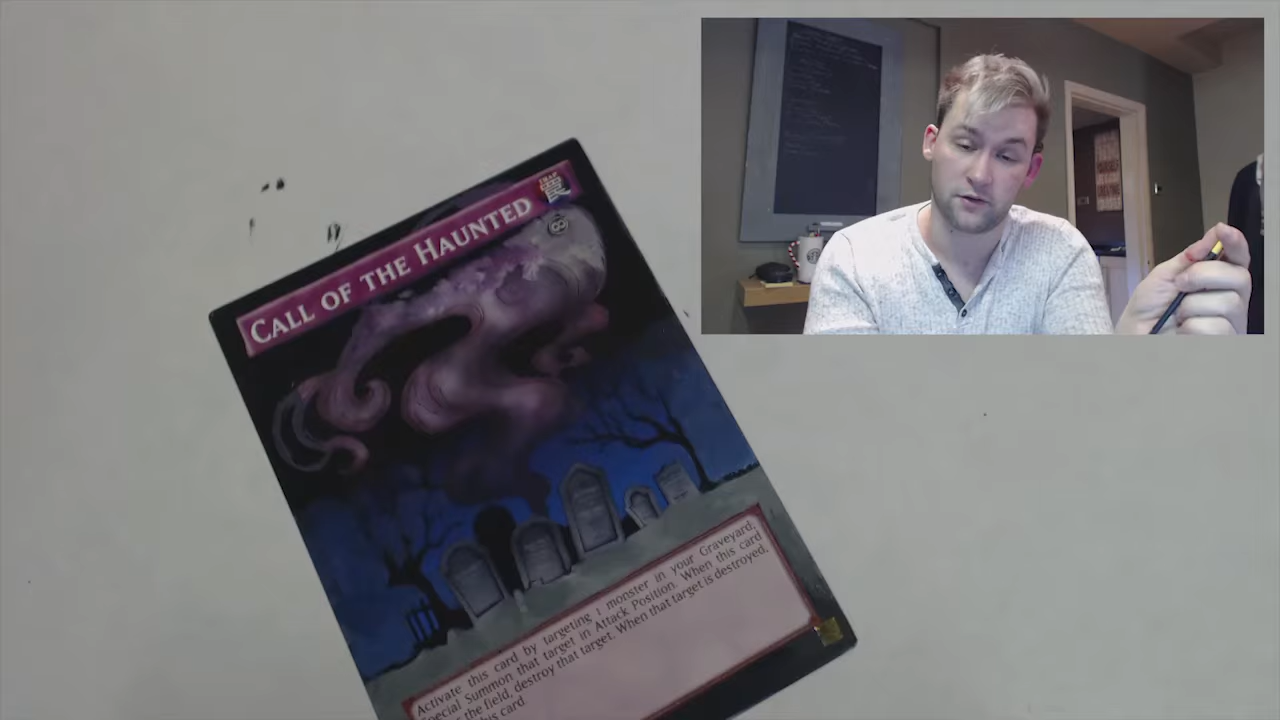 CALL OF THE HAUNTED
Activate this card by targeting 1 monster in your Graveyard;
Special Summon that target in Attack Position. When this card
the field, destroy that target. When that target is destroyed,
this card